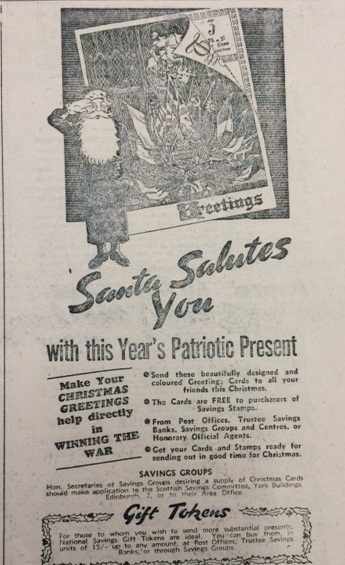 Greetings
Santa Salutes
You
with this Year's Patriotic Present
Make Your
CHRISTMAS
GREETINGS
help directly
in
WINNING THE
WAR
Send these beautifully designed and
coloured Greeting Cards to all your
friends this Christmas.
The Cards are FREE to purchasers of
Savings Stamps.
From Post Offices, Trustee Savings
Banks, Savings Groups and Centres, or
Honorary Official Agents.
Get your Cards and Stamps ready for
sending out in good time for Christmas.
SAVINGS GROUPS
Hon. Secretaries of Savings Groups desiring a supply of Christmas Cards
should make application to the Scottish Savings Committee, York Buildings,
Edinburgh, 2, or to their Area Office.
Gift Tokens
For those to whom you wish to send more substantial presents,
National Savings Gift Tokens are ideal. You can buy them, in
units of 15/- up to any amount, at Post Offices, Trustee Savings
Banks, or through Savings Groups.